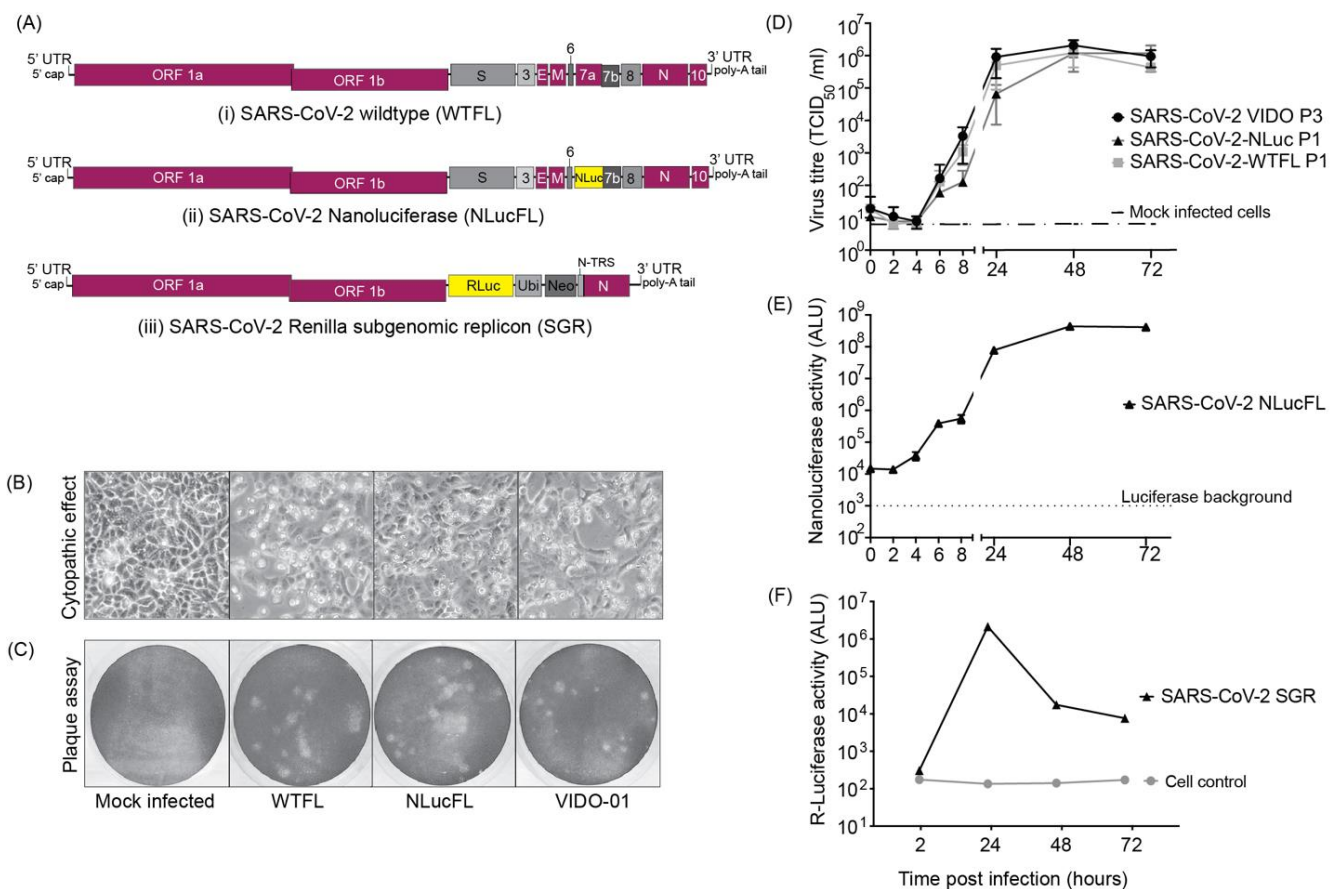 (A)
6
5' UTR
3' UTR
5' cap
ORF 1a
ORF 1b
S
3
E
M
7a
7b
8
N
10
poly-A tail
(i) SARS-CoV-2 wildtype (WTFL)
6
5' UTR
3' UTR
5' cap
ORF 1a
ORF 1b
S
3
E
M
NLuc
7b
8
N
10
poly-A tail
(ii) SARS-CoV-2 Nanoluciferase (NLucFL)
N-TRS
5' UTR
3' UTR
5' cap
ORF 1a
ORF 1b
RLuc
Ubi
Neo
N
poly-A tail
(iii) SARS-CoV-2 Renilla subgenomic replicon (SGR)
(B)
Cytopathic effect
(C)
Plaque assay
Mock infected
WTFL
NLucFL
VIDO-01
(D)
Virus titre (TCID50 /ml)
10^7
10^6
10^5
10^4
10^3
10^2
10^1
10^0
0 2 4 6 8 24 48 72
SARS-CoV-2 VIDO P3
SARS-CoV-2-NLuc P1
SARS-CoV-2-WTFL P1
Mock infected cells
(E)
Nanoluciferase activity (ALU)
10^9
10^8
10^7
10^6
10^5
10^4
10^3
10^2
0 2 4 6 8 24 48 72
SARS-CoV-2 NLucFL
Luciferase background
(F)
R-Luciferase activity (ALU)
10^7
10^6
10^5
10^4
10^3
10^2
10^1
2 24 48 72
SARS-CoV-2 SGR
Cell control
Time post infection (hours)